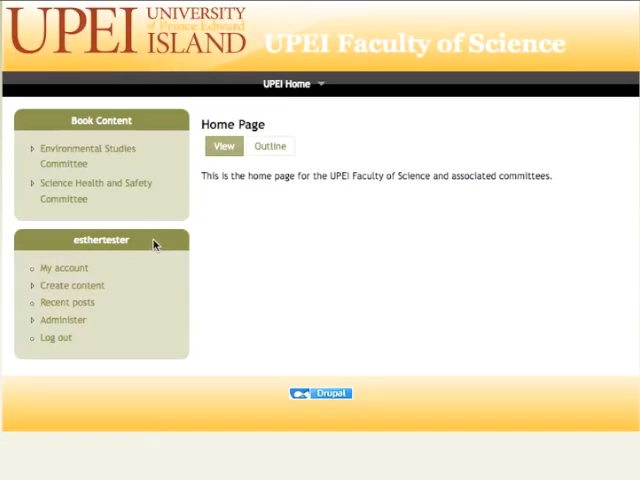 UPEI UNIVERSITY
of Prince Edward
ISLAND
UPEI Faculty of Science
UPEI Home
Book Content
Environmental Studies
Committee
Science Health and Safety
Committee
esthertester
My account
Create content
Recent posts
Administer
Log out
Home Page
View Outline
This is the home page for the UPEI Faculty of Science and associated committees.
Drupal